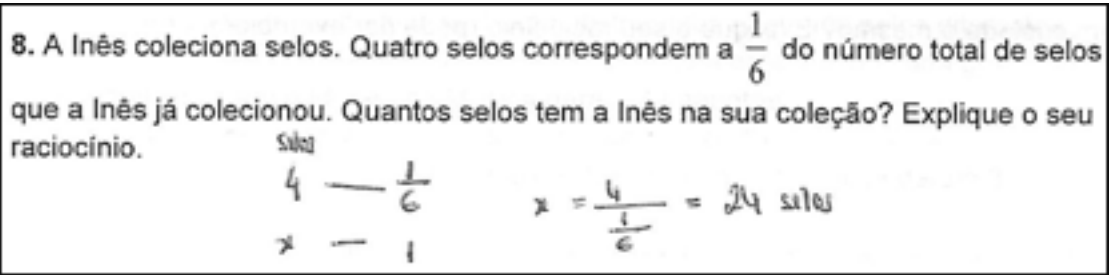 8. A Inês coleciona selos. Quatro selos correspondem a 1/6 do número total de selos
que a Inês já colecionou. Quantos selos tem a Inês na sua coleção? Explique o seu
raciocínio.
selos
4 — 1/6
x = 4/(1/6) = 24 selos
x — 1